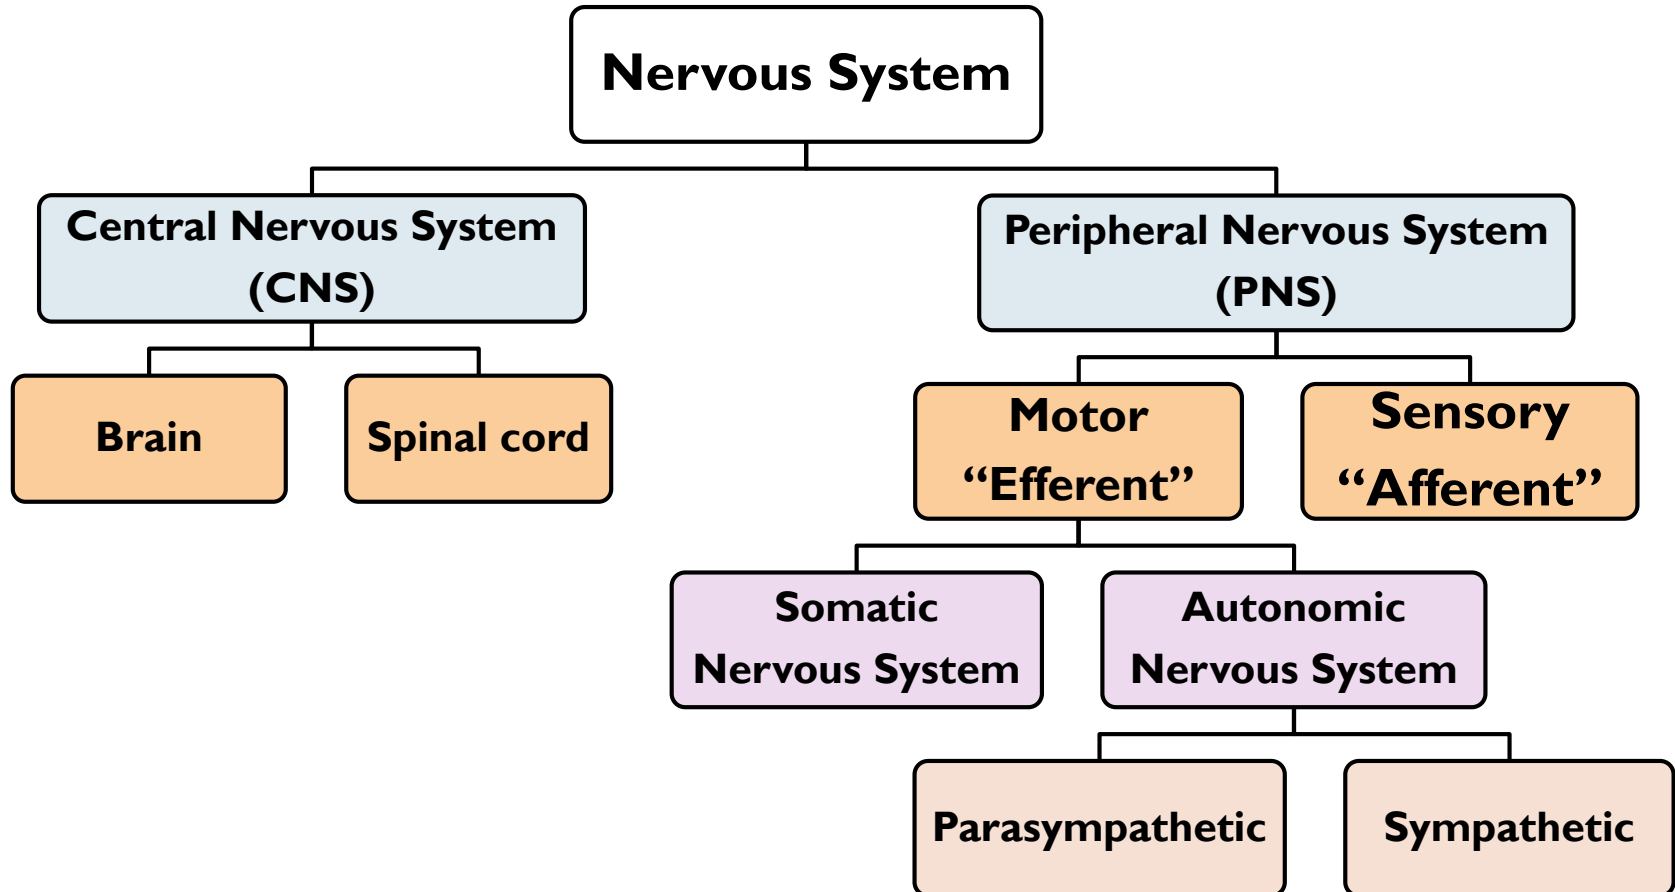 Nervous System
Central Nervous System
(CNS)
Peripheral Nervous System
(PNS)
Brain
Spinal cord
Motor
“Efferent”
Sensory
“Afferent”
Somatic
Nervous System
Autonomic
Nervous System
Parasympathetic
Sympathetic